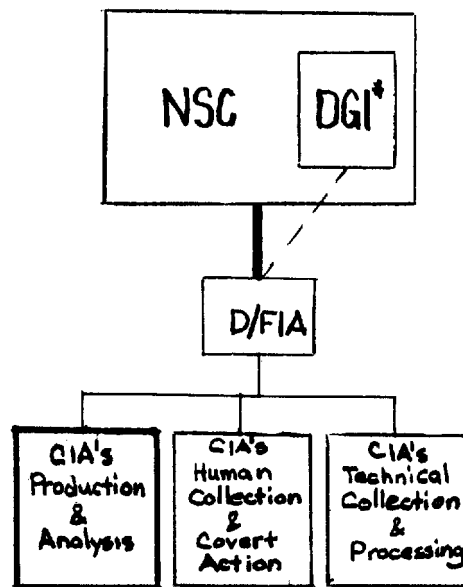 NSC
DGI*
D/FIA
CIA's
Production
&
Analysis
CIA's
Human
Collection
&
Covert
Action
CIA's
Technical
Collection
&
Processing